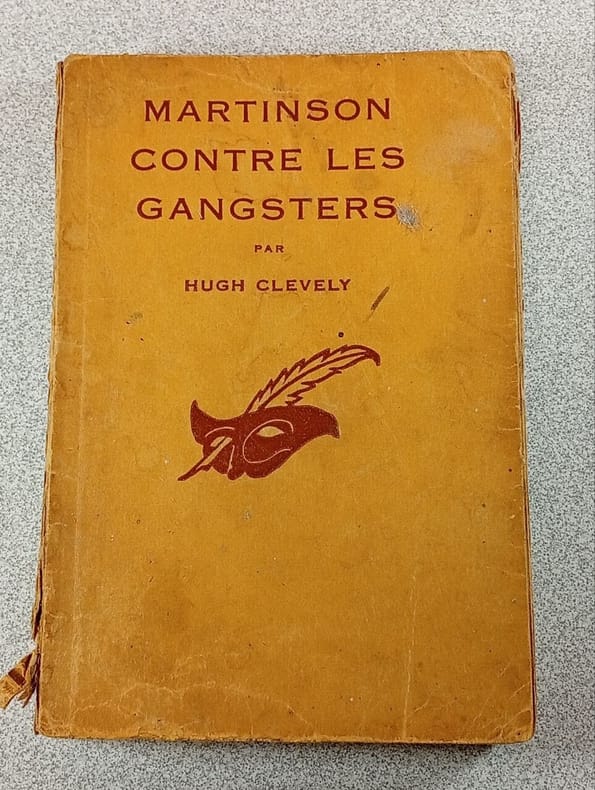 MARTINSON
CONTRE LES
GANGSTERS
PAR
HUGH CLEVELY